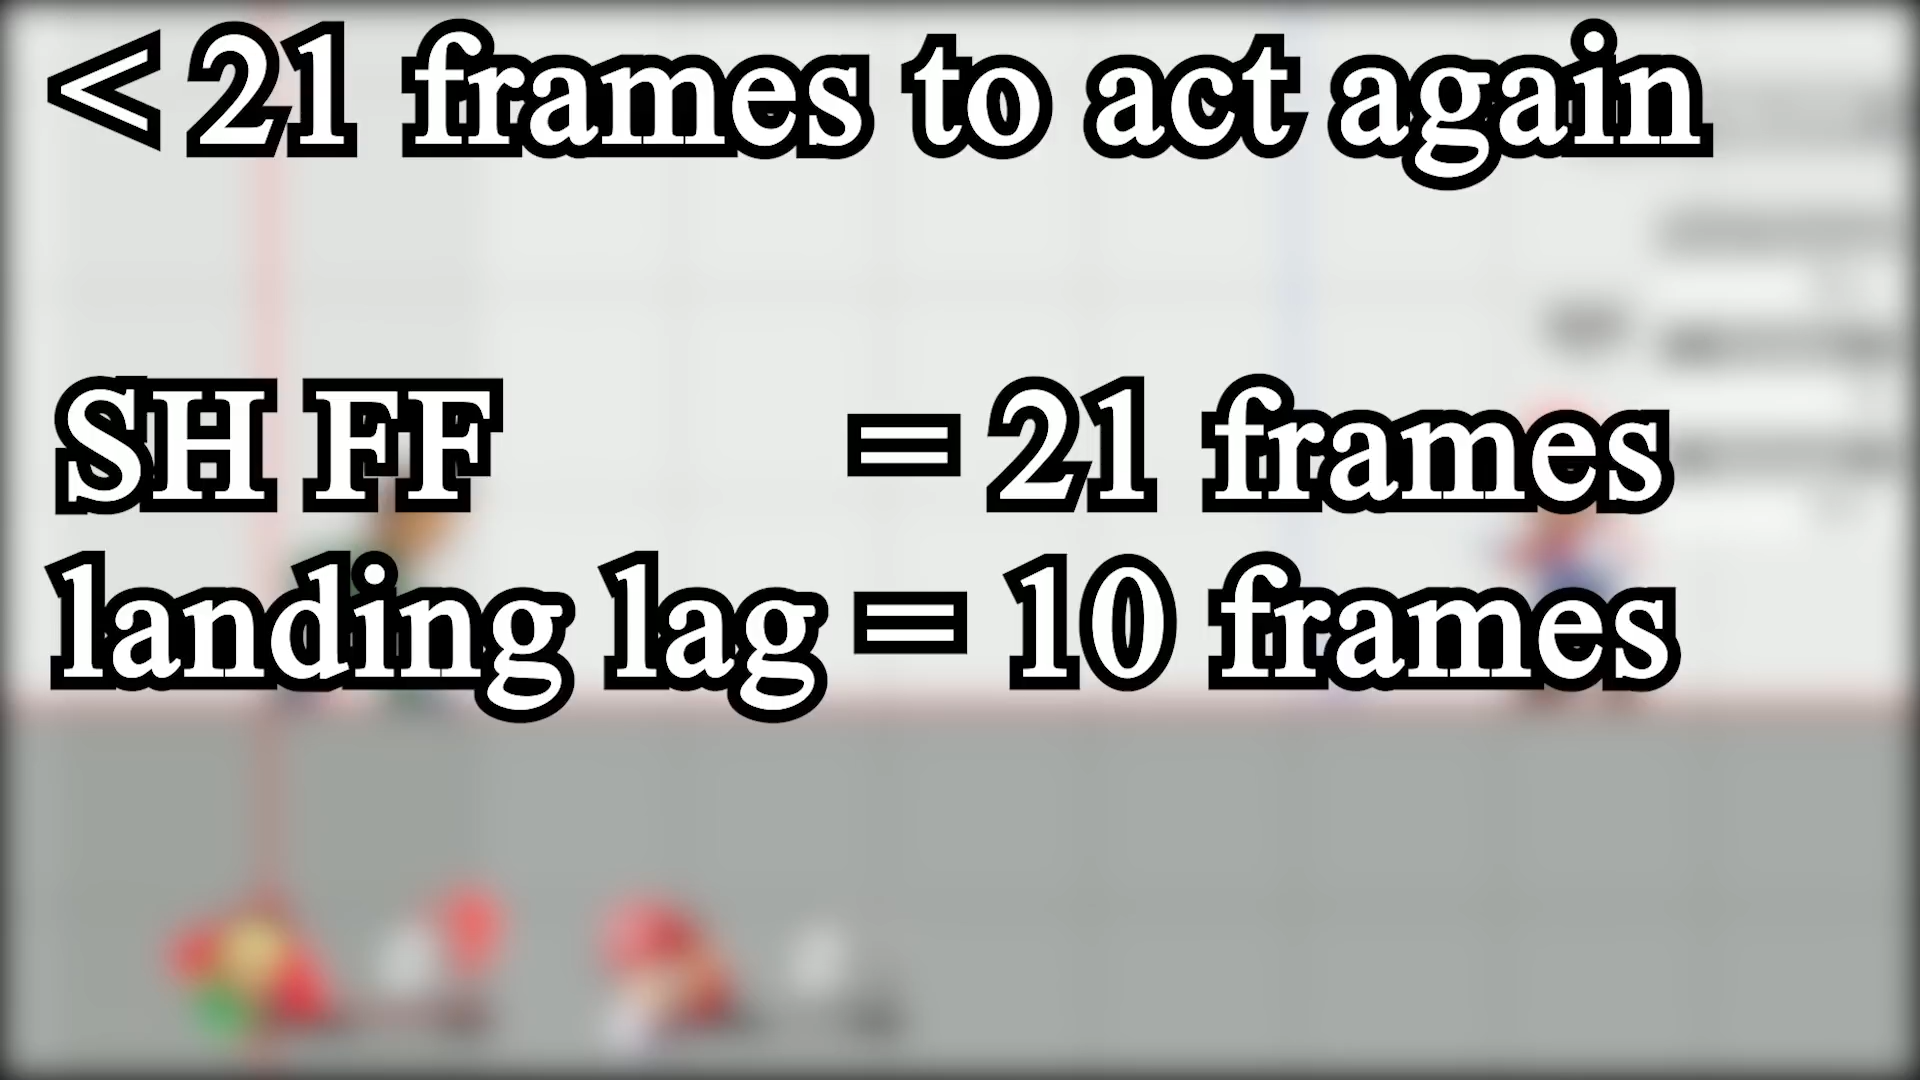 < 21 frames to act again
SH FF = 21 frames
landing lag = 10 frames